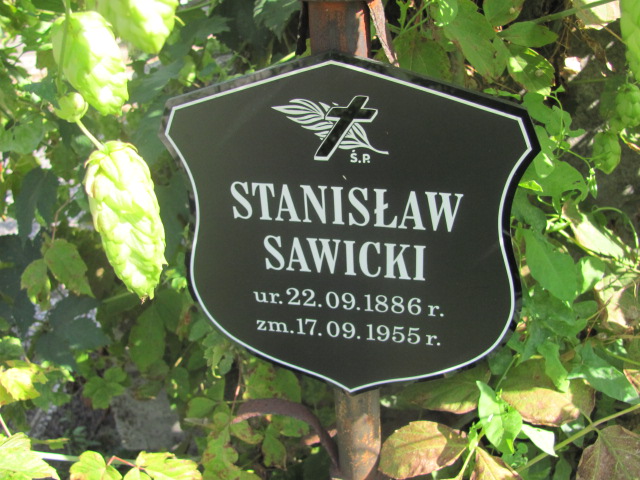 Ś.P.
STANISŁAW
SAWICKI
ur. 22.09.1886 r.
zm. 17.09.1955 r.